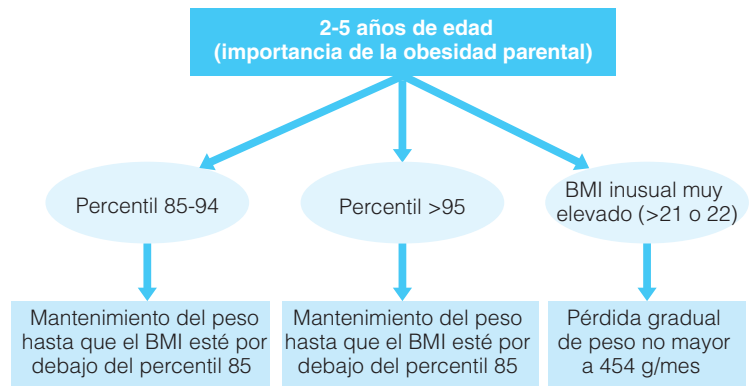 2-5 años de edad
(importancia de la obesidad parental)
Percentil 85-94
Percentil >95
BMI inusual muy
elevado (>21 o 22)
Mantenimiento del peso
hasta que el BMI esté por
debajo del percentil 85
Mantenimiento del peso
hasta que el BMI esté por
debajo del percentil 85
Pérdida gradual
de peso no mayor
a 454 g/mes